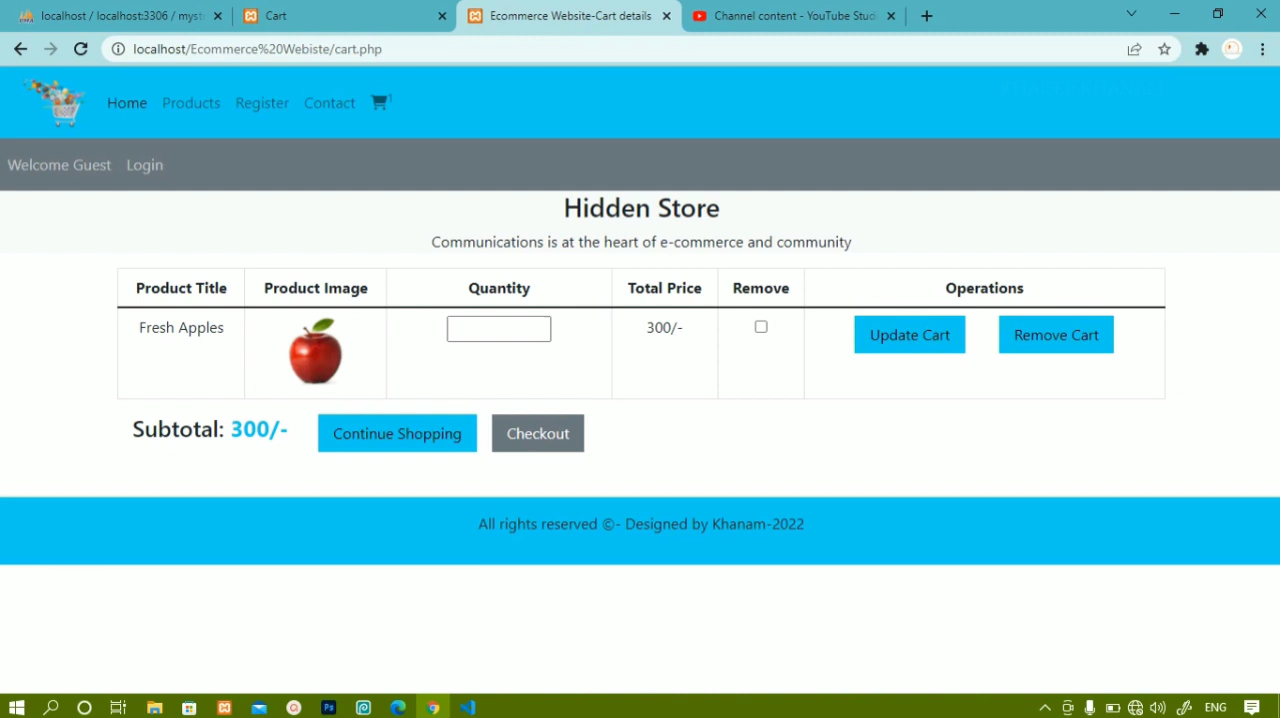 localhost / localhost:3306 / myst
Cart
Ecommerce Website-Cart details
Channel content - YouTube Stud
localhost/Ecommerce%20Webiste/cart.php
Home Products Register Contact 1
Welcome Guest Login
Hidden Store
Communications is at the heart of e-commerce and community
Product Title Product Image Quantity Total Price Remove Operations
Fresh Apples 300/- Update Cart Remove Cart
Subtotal: 300/- Continue Shopping Checkout
All rights reserved ©- Designed by Khanam-2022
ENG